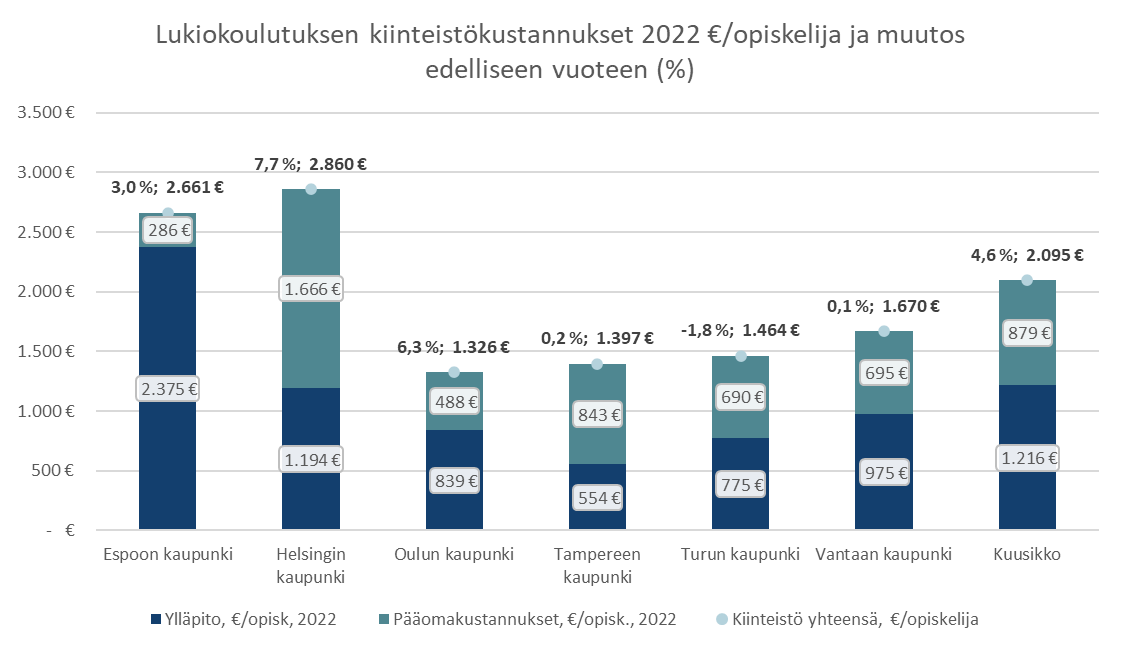 Lukiokoulutuksen kiinteistökustannukset 2022 €/opiskelija ja muutos
edelliseen vuoteen (%)
3.500 €
3.000 €
2.500 €
2.000 €
1.500 €
1.000 €
500 €
- €
3,0 %; 2.661 €
286 €
2.375 €
7,7 %; 2.860 €
1.666 €
1.194 €
6,3 %; 1.326 €
488 €
839 €
0,2 %; 1.397 €
843 €
554 €
-1,8 %; 1.464 €
690 €
775 €
0,1 %; 1.670 €
695 €
975 €
4,6 %; 2.095 €
879 €
1.216 €
Espoon kaupunki
Helsingin
kaupunki
Oulun kaupunki
Tampereen
kaupunki
Turun kaupunki
Vantaan kaupunki
Kuusikko
Ylläpito, €/opisk, 2022
Pääomakustannukset, €/opisk., 2022
Kiinteistö yhteensä, €/opiskelija